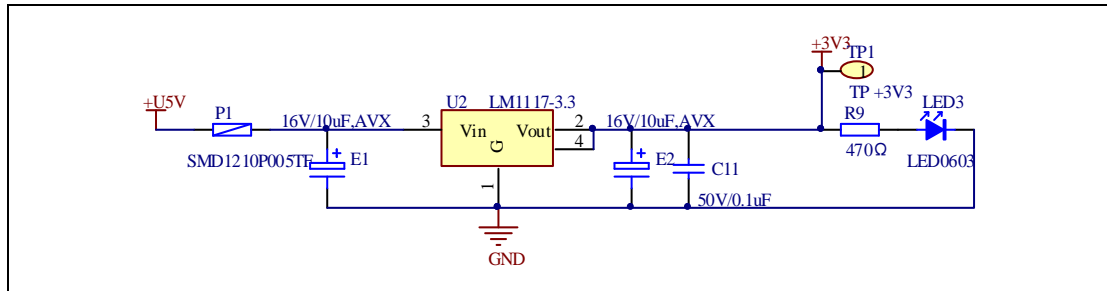 +3V3
TP1
1
TP +3V3
+U5V
P1
SMD1210P005TF
16V/10uF,AVX
E1
+
U2
LM1117-3.3
3
Vin
Vout
G
2
4
1
16V/10uF,AVX
E2
+
C11
50V/0.1uF
R9
470Ω
LED3
LED0603
GND